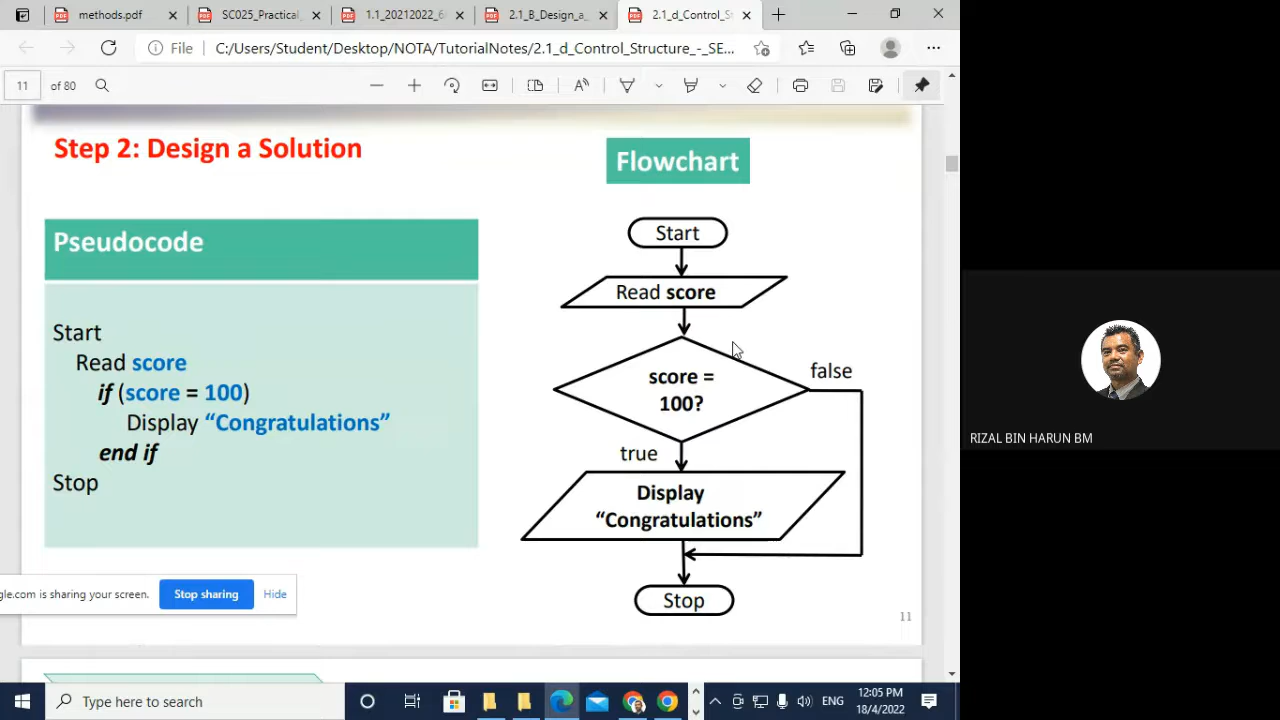 methods.pdf
SC025_Practical_
1.1_20212022_6
2.1_B_Design_a_
2.1_d_Control_St
File
C:/Users/Student/Desktop/NOTA/TutorialNotes/2.1_d_Control_Structure_-_SE...
11 of 80
Step 2: Design a Solution
Flowchart
Pseudocode
Start
Read score
if (score = 100)
Display “Congratulations”
end if
Stop
Start
Read score
score =
100?
false
true
Display
“Congratulations”
Stop
gle.com is sharing your screen.
Stop sharing
Hide
11
RIZAL BIN HARUN BM
Type here to search
ENG
12:05 PM
18/4/2022